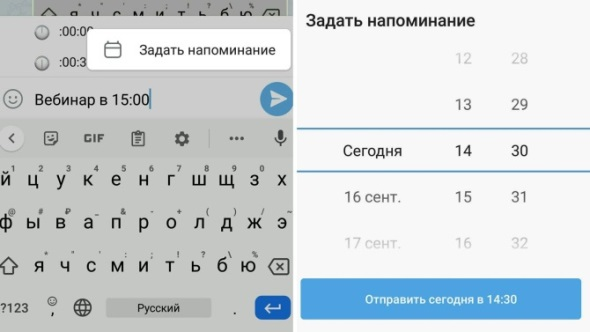 :00:00
Задать напоминание
:00:3
Вебинар в 15:00
GIF
й ц у к е н г ш щ з х
ф ы в а п р о л д ж э
я ч с м и т ь б ю
?123
Русский
.
Задать напоминание
12 28
13 29
Сегодня 14 30
16 сент. 15 31
17 сент. 16 32
Отправить сегодня в 14:30